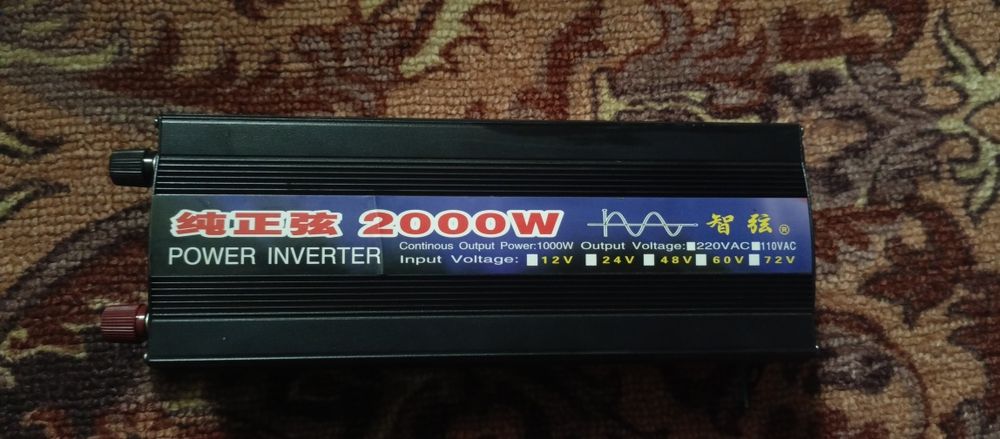 纯正弦 2000W 智弦®
POWER INVERTER
Continous Output Power:1000W Output Voltage: 220VAC 110VAC
Input Voltage: 12V 24V 48V 60V 72V